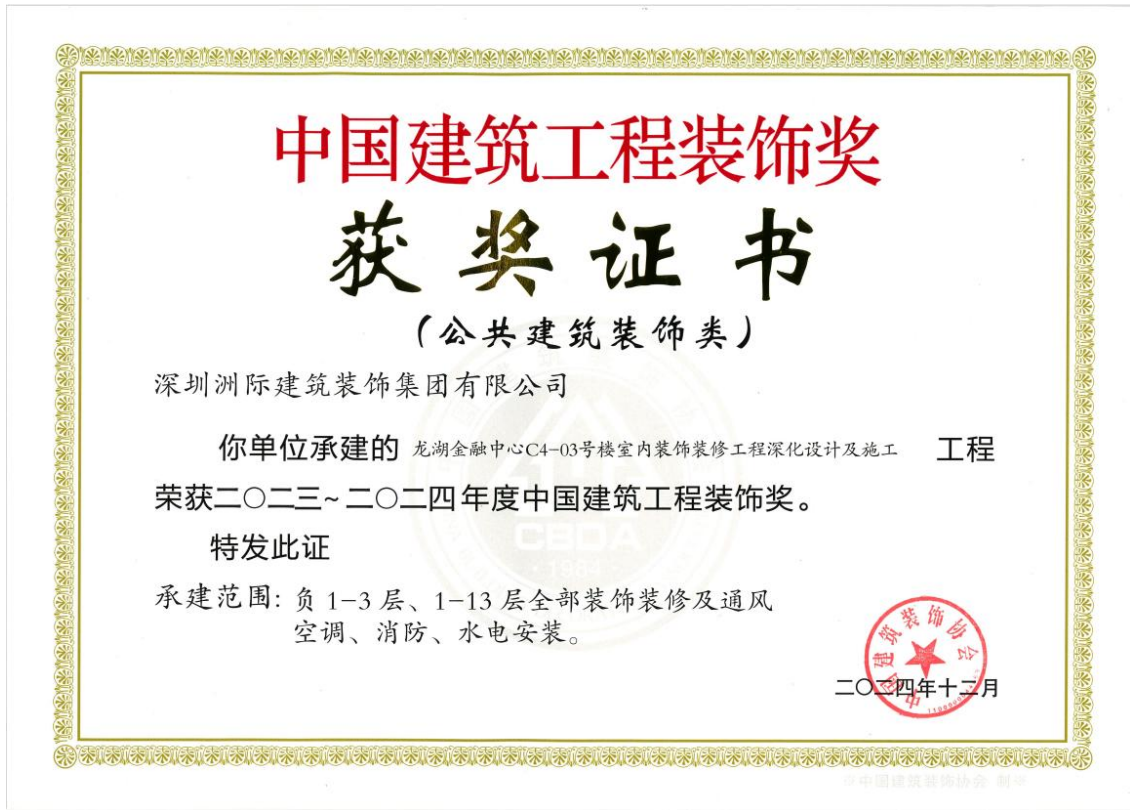 中国建筑工程装饰奖
获奖证书
(公共建筑装饰类)
深圳洲际建筑装饰集团有限公司
你单位承建的 龙湖金融中心C4-03号楼室内装饰装修工程深化设计及施工 工程
荣获二〇二三~二〇二四年度中国建筑工程装饰奖。
特发此证
CBDA
·1984·
承建范围: 负 1-3 层、1-13 层全部装饰装修及通风
空调、消防、水电安装。
中国建筑装饰协会
二〇二四年十二月
※中国建筑装饰协会 制※